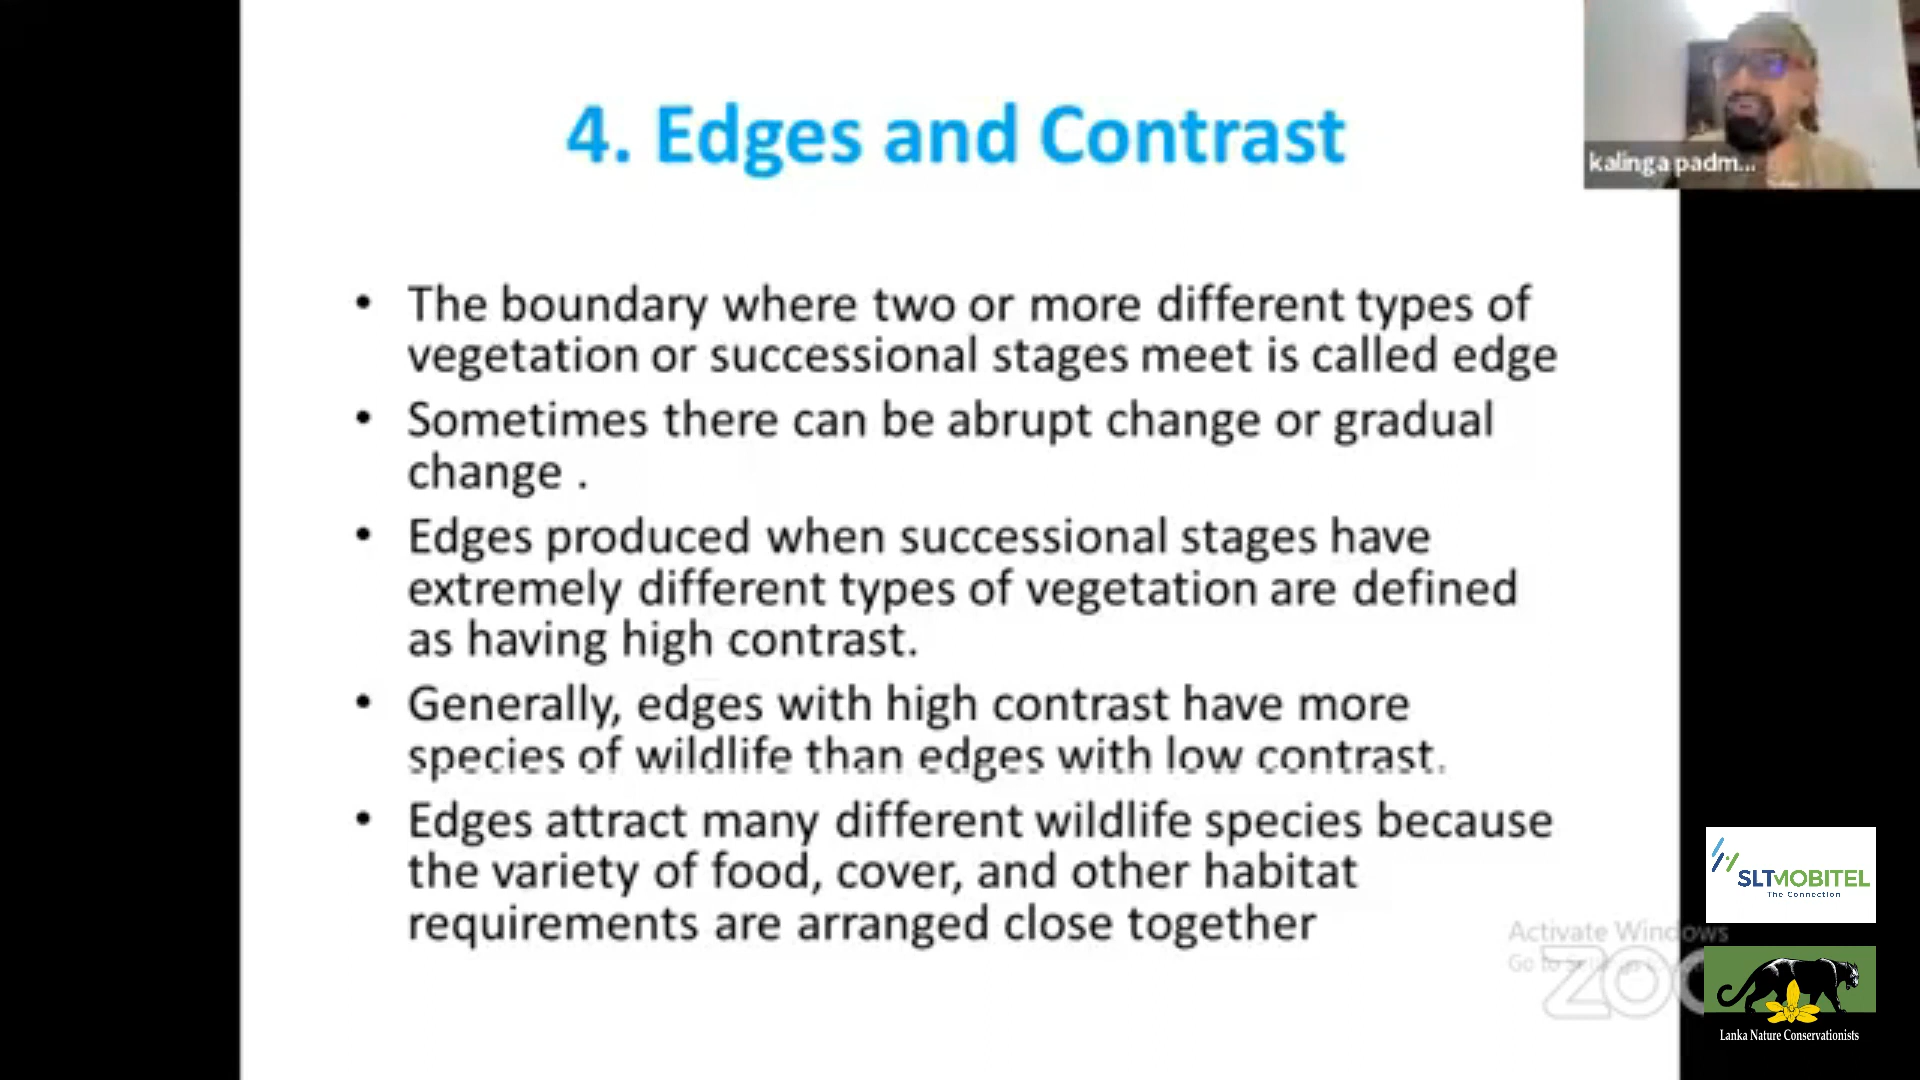 4. Edges and Contrast
kalinga padm...
• The boundary where two or more different types of
vegetation or successional stages meet is called edge
• Sometimes there can be abrupt change or gradual
change .
• Edges produced when successional stages have
extremely different types of vegetation are defined
as having high contrast.
• Generally, edges with high contrast have more
species of wildlife than edges with low contrast.
• Edges attract many different wildlife species because
the variety of food, cover, and other habitat
requirements are arranged close together
SLTMOBITEL
The Connection
Activate Windows
Go to
Lanka Nature Conservationists